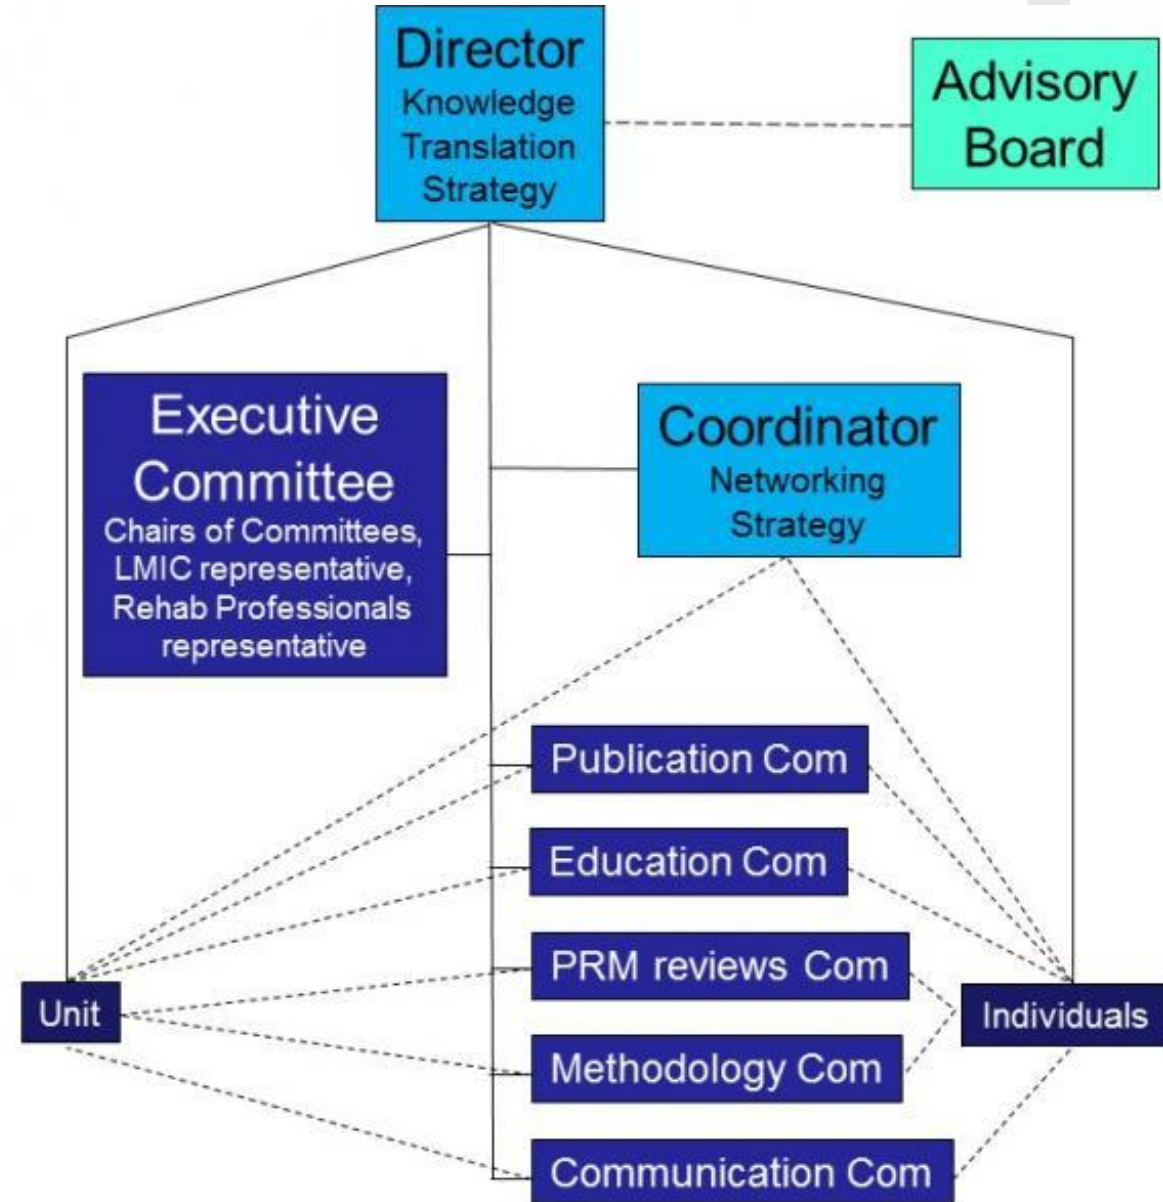 Director
Knowledge
Translation
Strategy
Advisory
Board
Executive
Committee
Chairs of Committees,
LMIC representative,
Rehab Professionals
representative
Coordinator
Networking
Strategy
Publication Com
Education Com
PRM reviews Com
Methodology Com
Communication Com
Unit
Individuals